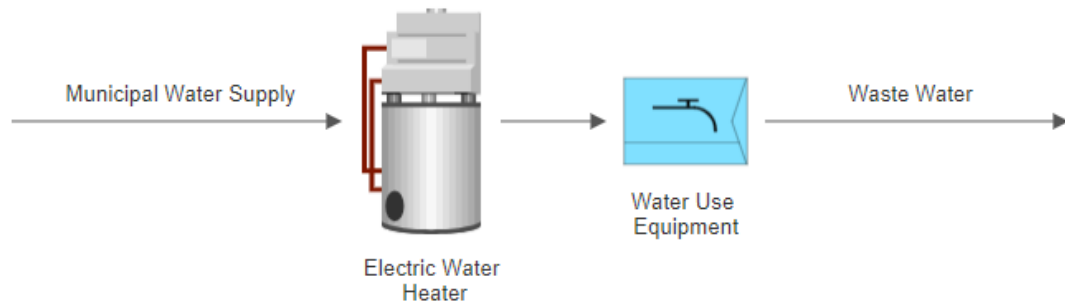 Municipal Water Supply
Waste Water
Water Use
Equipment
Electric Water
Heater